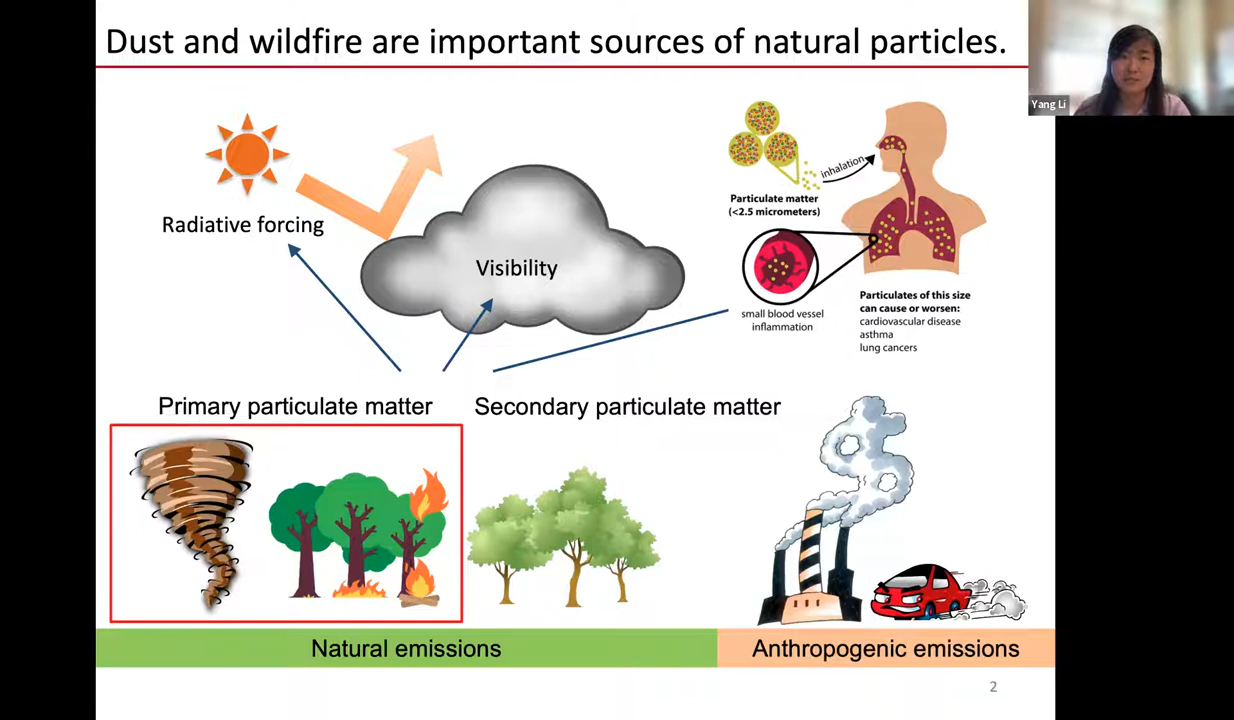 Dust and wildfire are important sources of natural particles.
Yang Li
Radiative forcing
Visibility
inhalation
Particulate matter
(<2.5 micrometers)
small blood vessel
inflammation
Particulates of this size
can cause or worsen:
cardiovascular disease
asthma
lung cancers
Primary particulate matter
Secondary particulate matter
Natural emissions
Anthropogenic emissions
2